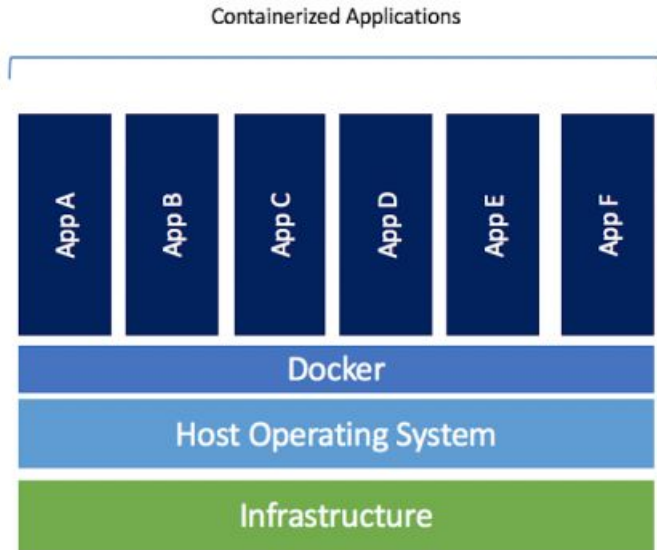 Containerized Applications
App A
App B
App C
App D
App E
App F
Docker
Host Operating System
Infrastructure